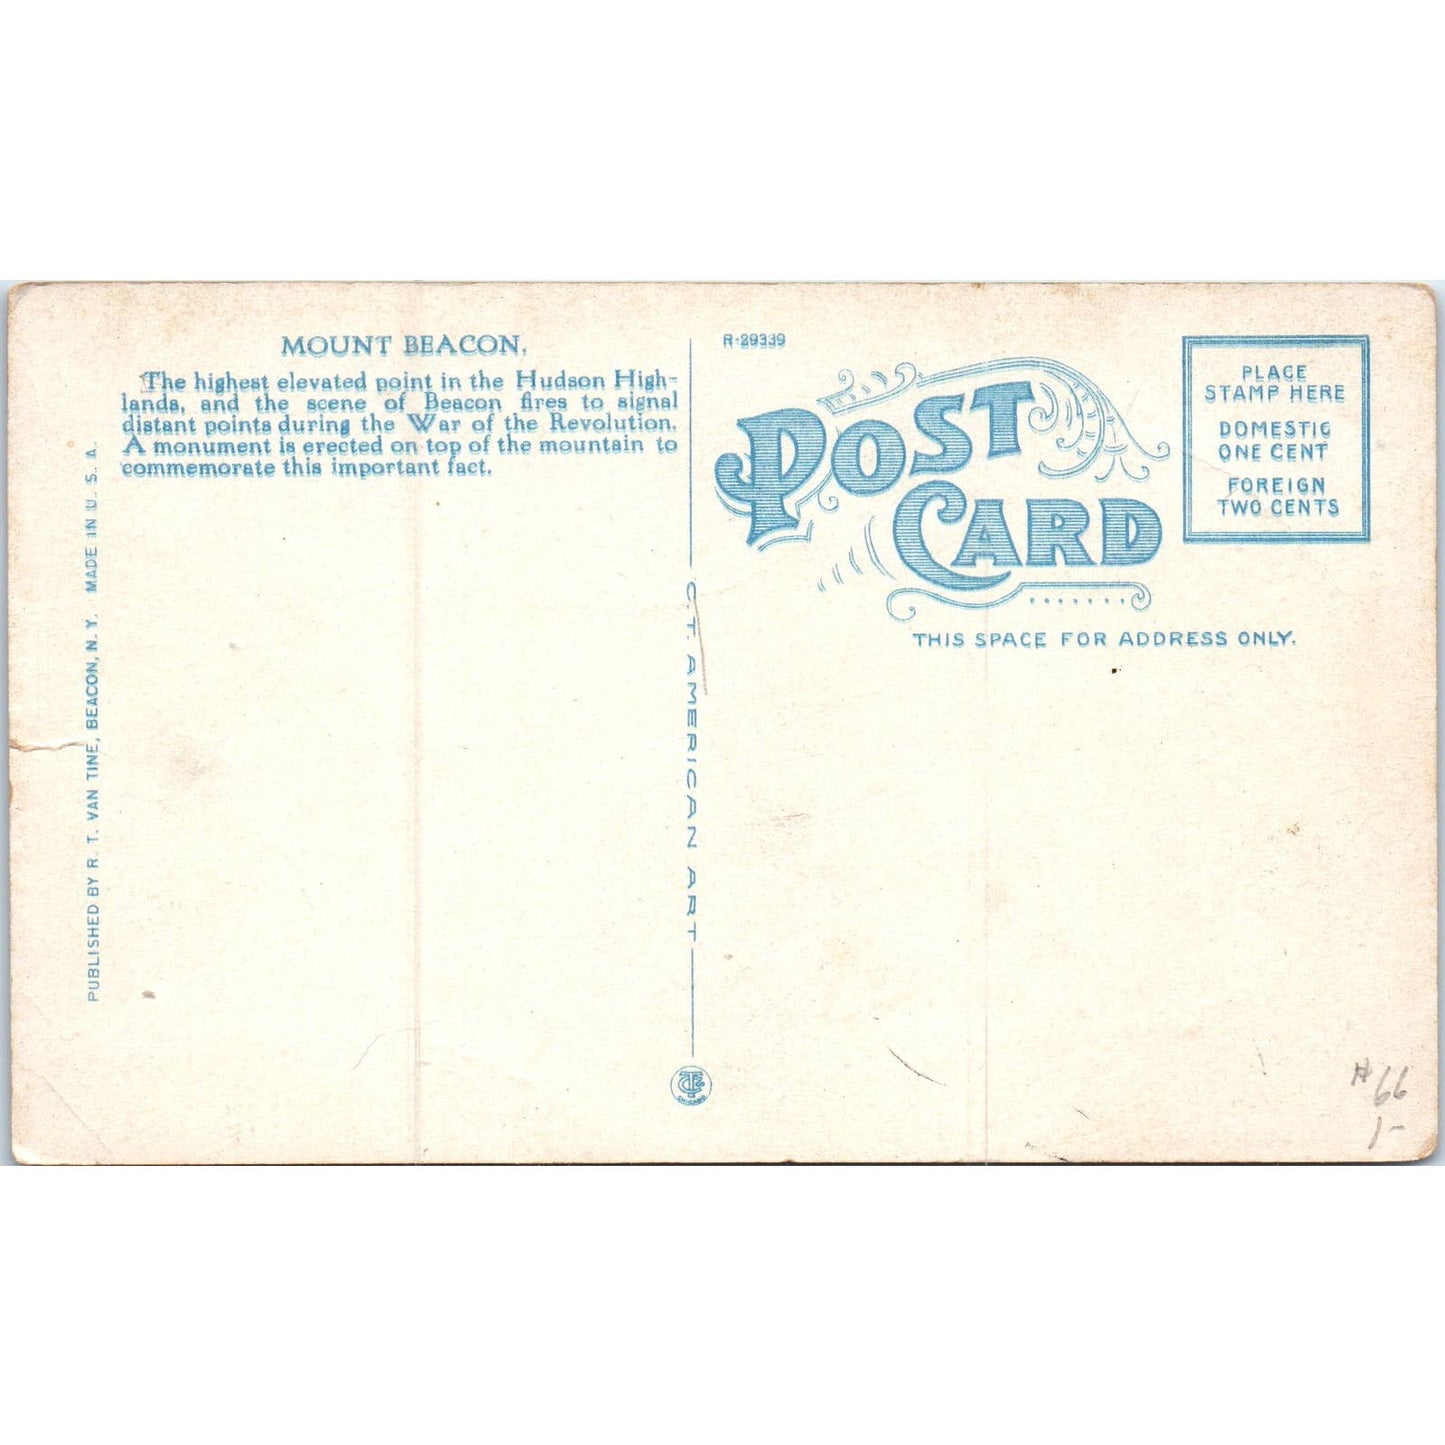 MOUNT BEACON.
The highest elevated point in the Hudson High-
lands, and the scene of Beacon fires to signal
distant points during the War of the Revolution.
A monument is erected on top of the mountain to
commemorate this important fact.
PUBLISHED BY R. T. VAN TINE, BEACON, N. Y. MADE IN U. S. A.
C. T. AMERICAN ART
CT
CHICAGO
R-29339
POST
CARD
PLACE
STAMP HERE
DOMESTIC
ONE CENT
FOREIGN
TWO CENTS
THIS SPACE FOR ADDRESS ONLY.
#66
1-